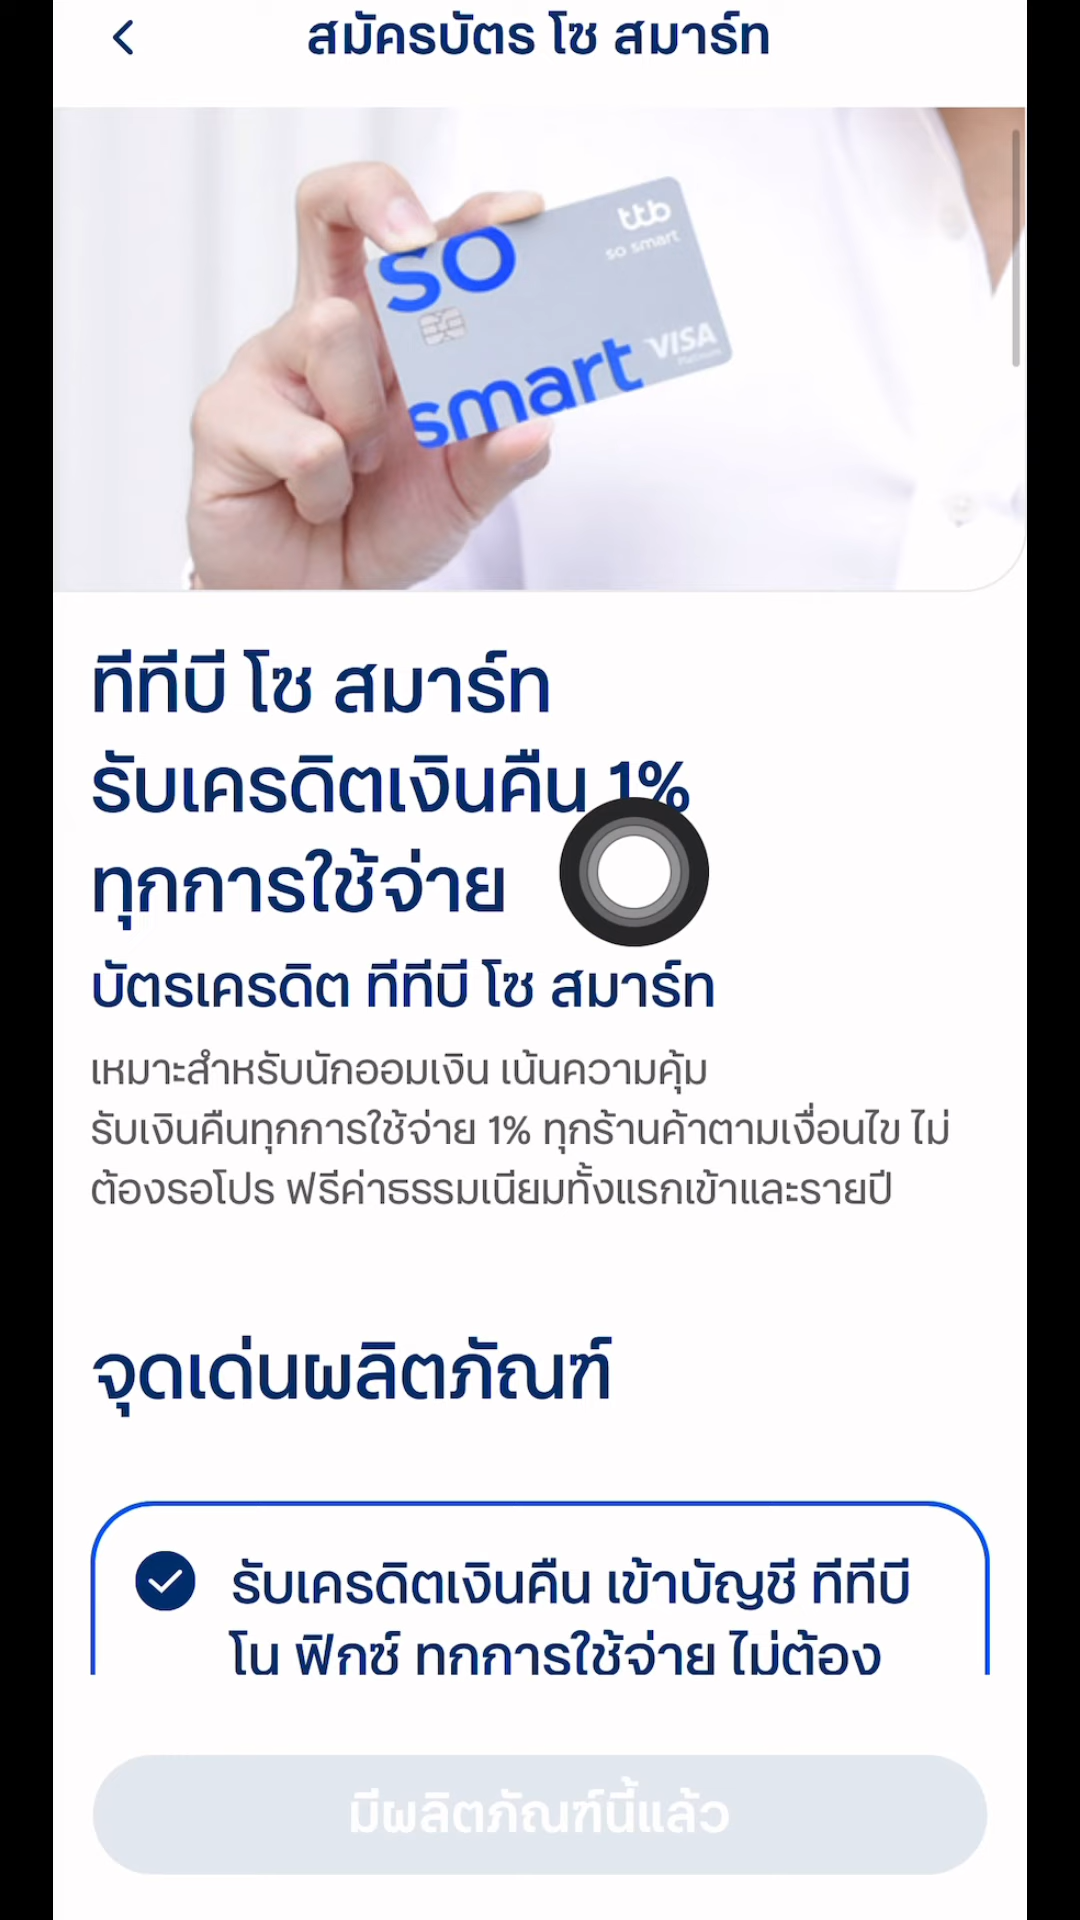 สมัครบัตร โซ สมาร์ท
ttb
so smart
so
smart
VISA
Platinum
ทีทีบี โซ สมาร์ท
รับเครดิตเงินคืน 1%
ทุกการใช้จ่าย
บัตรเครดิต ทีทีบี โซ สมาร์ท
เหมาะสำหรับนักออมเงิน เน้นความคุ้ม
รับเงินคืนทุกการใช้จ่าย 1% ทุกร้านค้าตามเงื่อนไข ไม่
ต้องรอโปร ฟรีค่าธรรมเนียมทั้งแรกเข้าและรายปี
จุดเด่นผลิตภัณฑ์
รับเครดิตเงินคืน เข้าบัญชี ทีทีบี
โน ฟิกซ์ ทุกการใช้จ่าย ไม่ต้อง
มีผลิตภัณฑ์นี้แล้ว